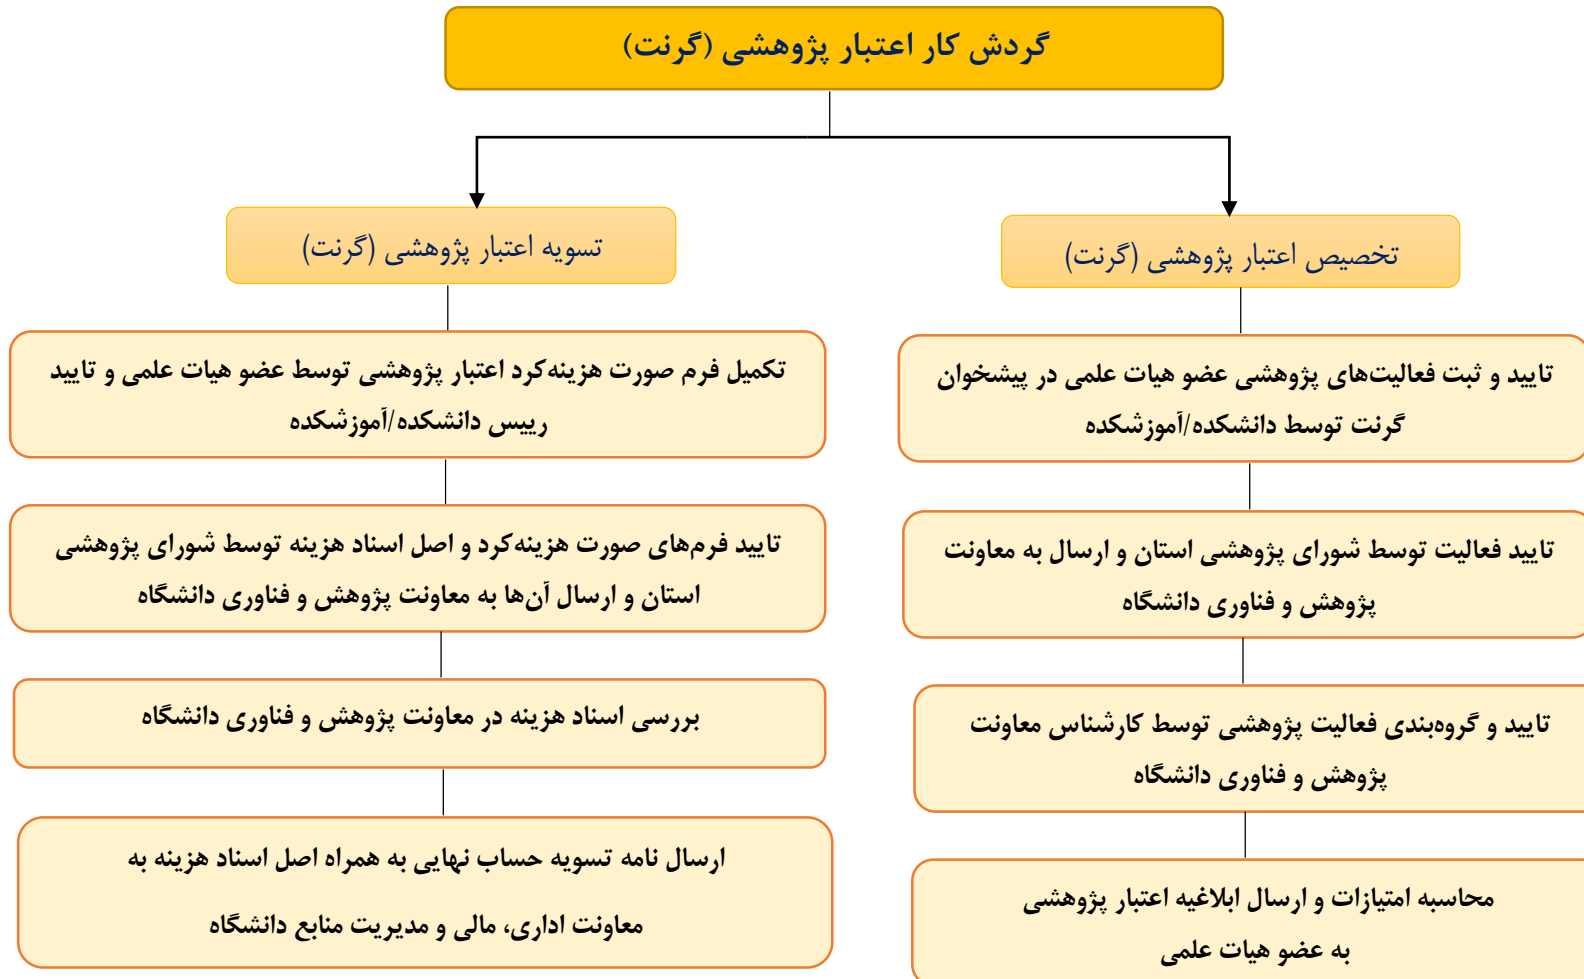 گردش کار اعتبار پژوهشی (گرنت)
تخصیص اعتبار پژوهشی (گرنت)
تایید و ثبت فعالیت‌های پژوهشی عضو هیات علمی در پیشخوان
گرنت توسط دانشکده/آموزشکده
تایید فعالیت توسط شورای پژوهشی استان و ارسال به معاونت
پژوهش و فناوری دانشگاه
تایید و گروه‌بندی فعالیت پژوهشی توسط کارشناس معاونت
پژوهش و فناوری دانشگاه
محاسبه امتیازات و ارسال ابلاغیه اعتبار پژوهشی
به عضو هیات علمی
تسویه اعتبار پژوهشی (گرنت)
تکمیل فرم صورت هزینه‌کرد اعتبار پژوهشی توسط عضو هیات علمی و تایید
رییس دانشکده/آموزشکده
تایید فرم‌های صورت هزینه‌کرد و اصل اسناد هزینه توسط شورای پژوهشی
استان و ارسال آن‌ها به معاونت پژوهش و فناوری دانشگاه
بررسی اسناد هزینه در معاونت پژوهش و فناوری دانشگاه
ارسال نامه تسویه حساب نهایی به همراه اصل اسناد هزینه به
معاونت اداری، مالی و مدیریت منابع دانشگاه